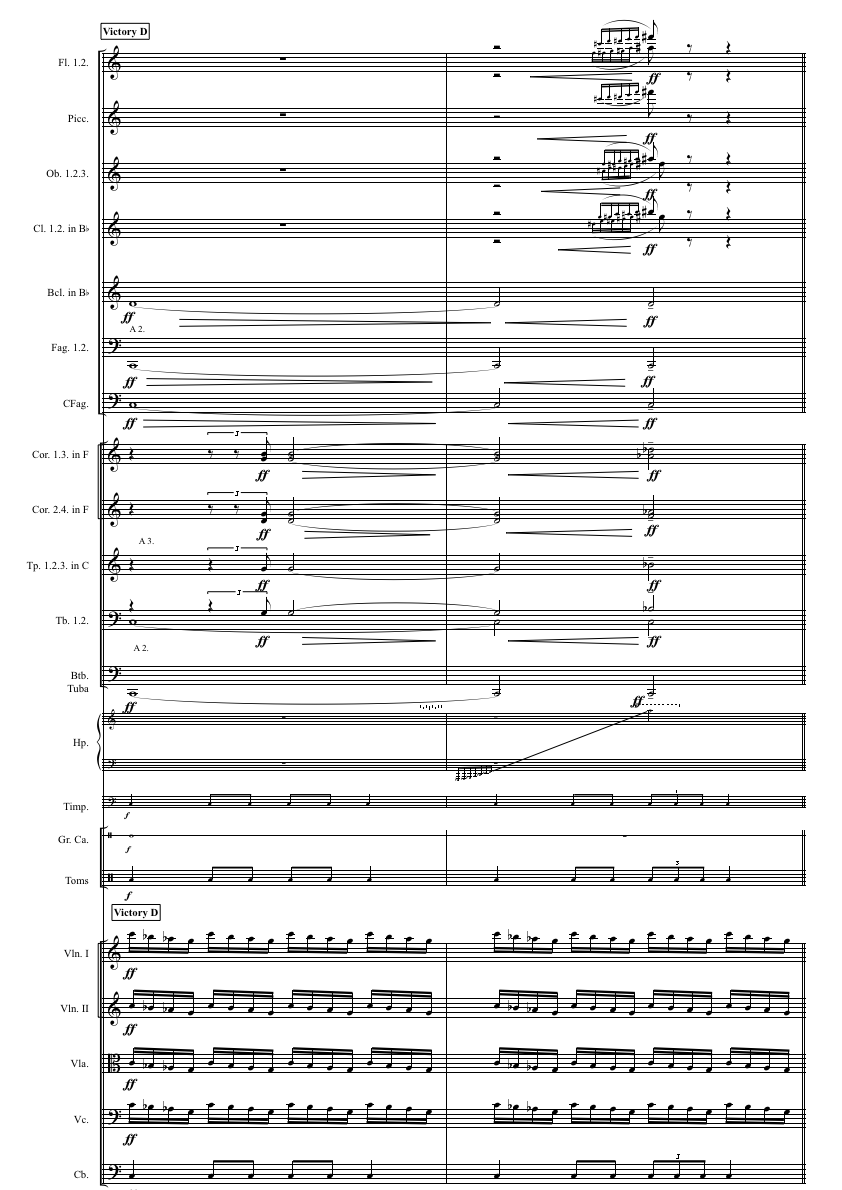 Victory D
Fl. 1.2.
ff
Picc.
ff
Ob. 1.2.3.
ff
Cl. 1.2. in B♭
ff
Bcl. in B♭
ff
ff
A 2.
Fag. 1.2.
ff
ff
CFag.
ff
ff
3
Cor. 1.3. in F
ff
ff
3
Cor. 2.4. in F
ff
ff
A 3.
3
Tp. 1.2.3. in C
ff
ff
3
Tb. 1.2.
ff
ff
A 2.
Btb.
Tuba
ff
ff
Hp.
Timp.
f
Gr. Ca.
f
3
Toms
f
Victory D
Vln. I
ff
Vln. II
ff
Vla.
ff
Vc.
ff
3
Cb.